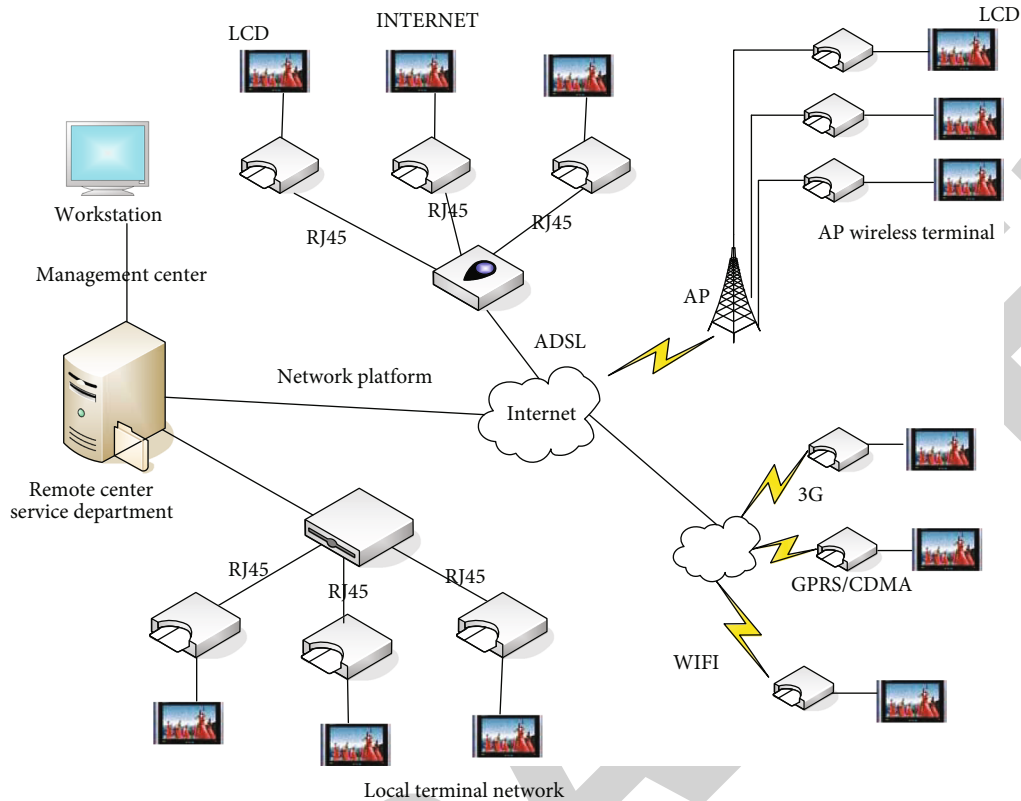 LCD
INTERNET
LCD
Workstation
RJ45
RJ45
RJ45
AP wireless terminal
Management center
AP
ADSL
Network platform
Internet
Remote center
service department
3G
RJ45
RJ45
RJ45
GPRS/CDMA
WIFI
Local terminal network